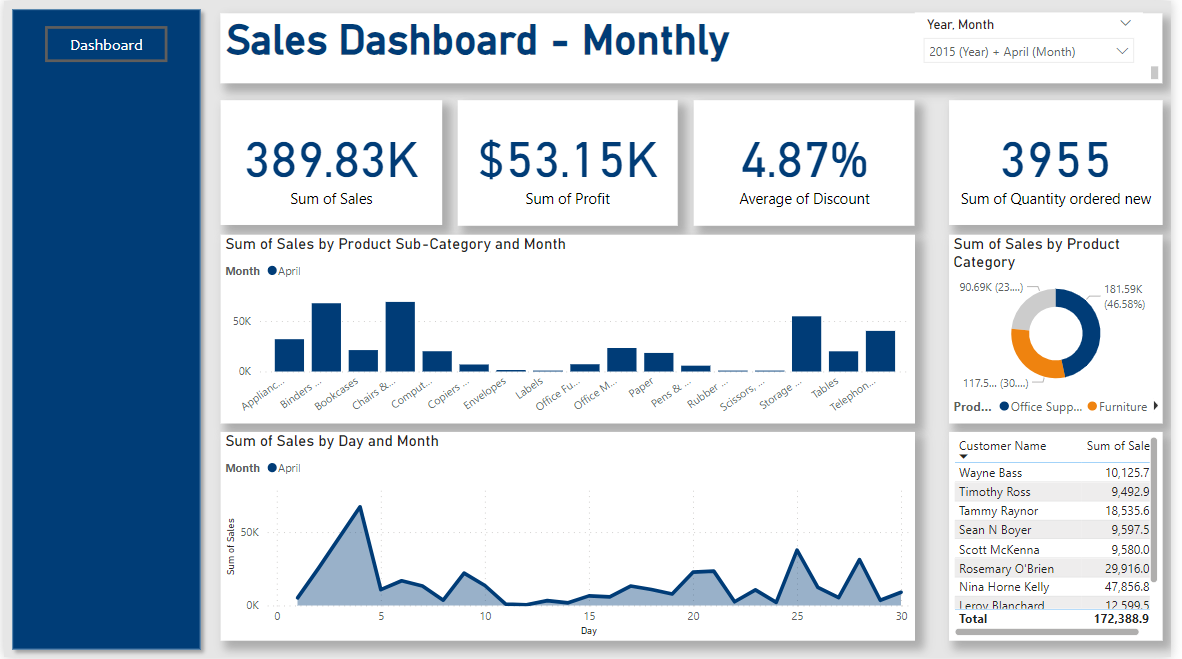 Dashboard
Sales Dashboard - Monthly
Year, Month
2015 (Year) + April (Month)
389.83K
Sum of Sales
$53.15K
Sum of Profit
4.87%
Average of Discount
3955
Sum of Quantity ordered new
Sum of Sales by Product Sub-Category and Month
Month April
50K
0K
Applianc...
Binders ...
Bookcases
Chairs &...
Comput...
Copiers ...
Envelopes
Labels
Office Fu...
Office M...
Paper
Pens & ...
Rubber ...
Scissors, ...
Storage ...
Tables
Telephon...
Sum of Sales by Product
Category
90.69K (23....)
181.59K
(46.58%)
117.5... (30....)
Prod... Office Supp... Furniture
Sum of Sales by Day and Month
Month April
Sum of Sales
50K
0K
0 5 10 15 20 25 30
Day
Customer Name Sum of Sale
Wayne Bass 10,125.7
Timothy Ross 9,492.9
Tammy Raynor 18,535.6
Sean N Boyer 9,597.5
Scott McKenna 9,580.0
Rosemary O'Brien 29,916.0
Nina Horne Kelly 47,856.8
Leroy Blanchard 12,599.5
Total 172,388.9